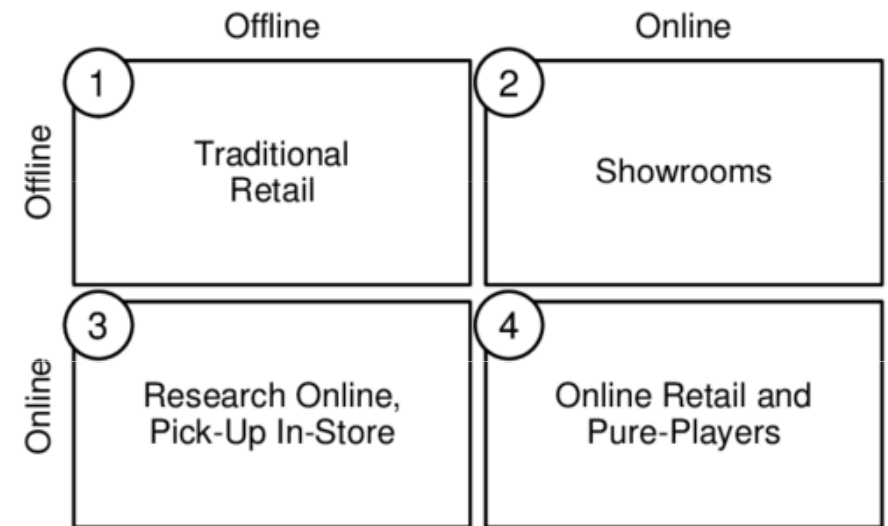 Offline
Online
1
2
Offline
Traditional
Retail
Showrooms
3
4
Online
Research Online,
Pick-Up In-Store
Online Retail and
Pure-Players